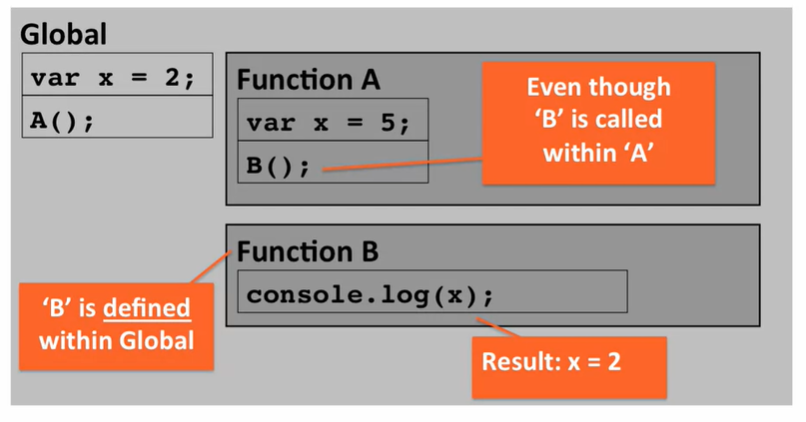 Global
var x = 2;
A();
Function A
var x = 5;
B();
Even though
‘B’ is called
within ‘A’
Function B
console.log(x);
‘B’ is defined
within Global
Result: x = 2